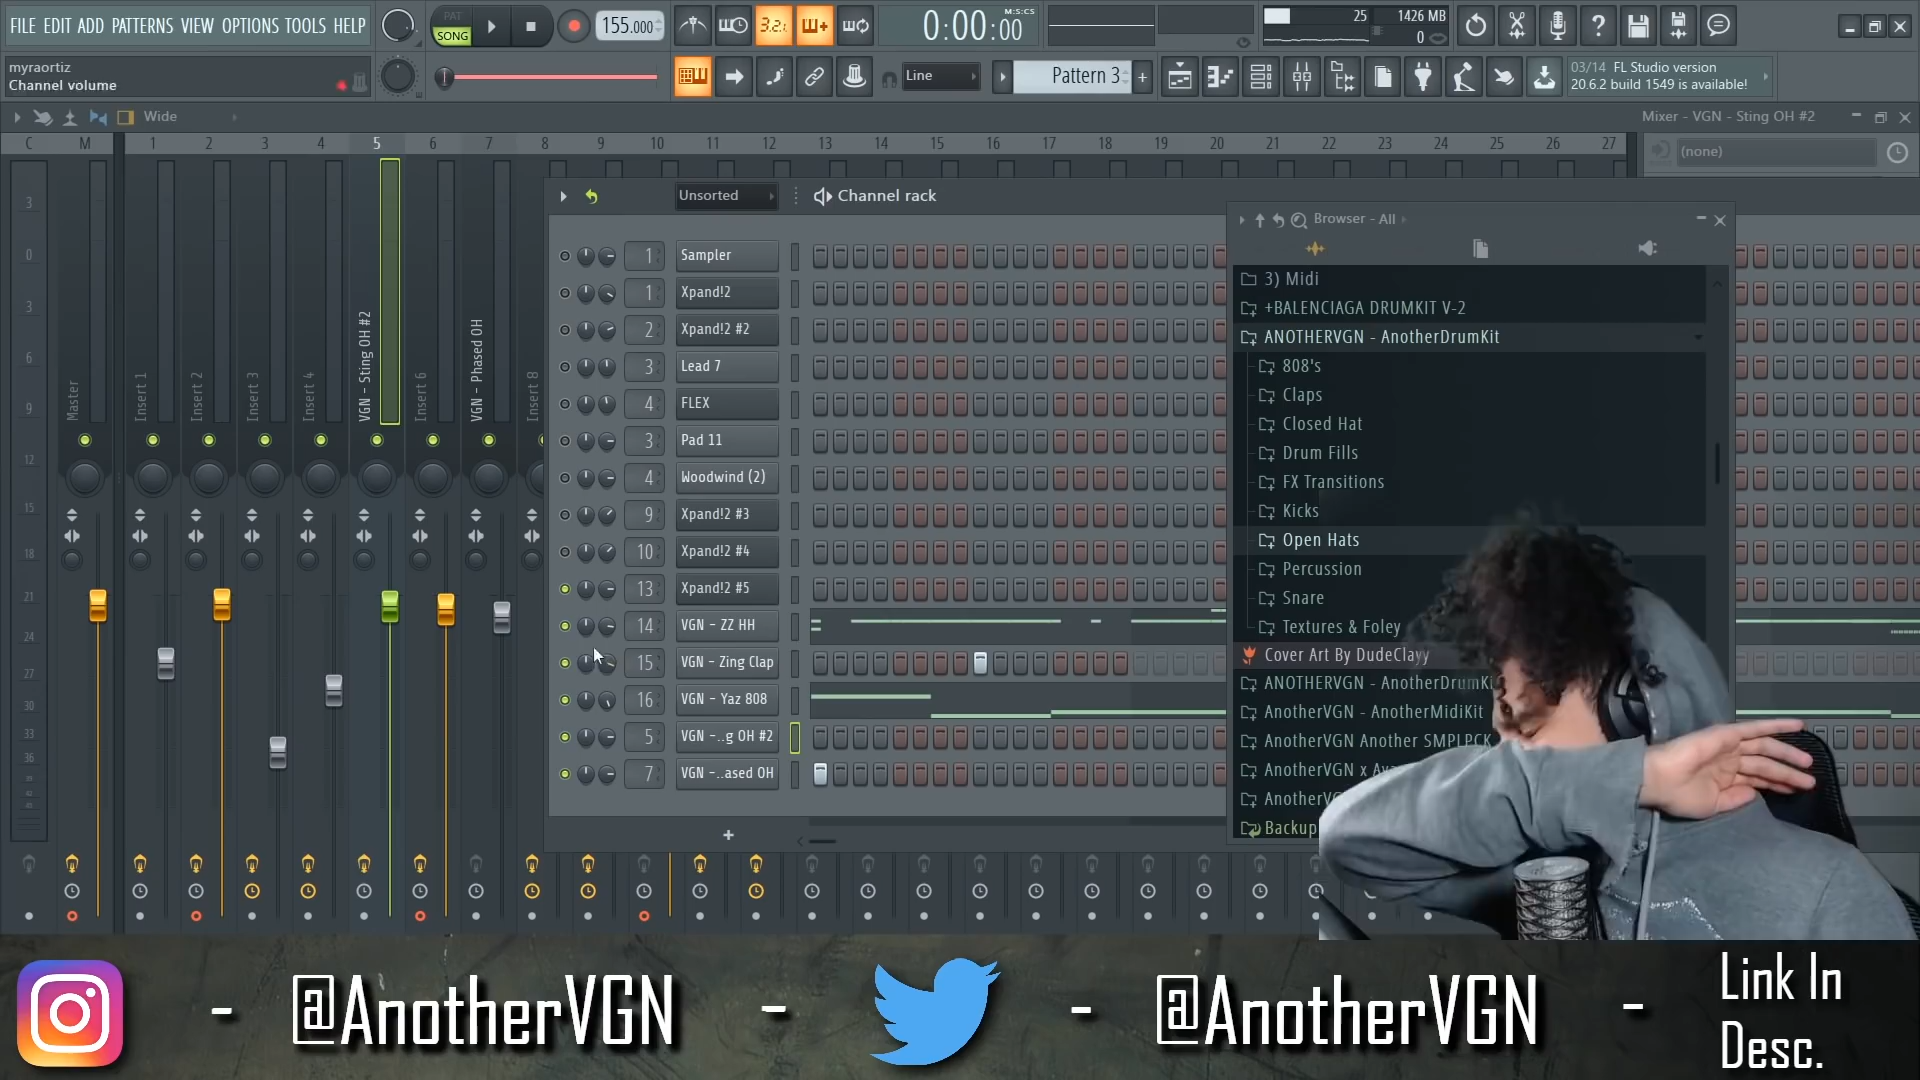 FILE EDIT ADD PATTERNS VIEW OPTIONS TOOLS HELP
PAT
SONG
155.000
3.2.
0:00:00
M:S:CS
25
1426 MB
0
myraortiz
Channel volume
Line
Pattern 3
+
03/14 FL Studio version
20.6.2 build 1549 is available!
Wide
Mixer - VGN - Sting OH #2
C M 1 2 3 4 5 6 7 8 9 10 11 12 13 14 15 16 17 18 19 20 21 22 23 24 25 26 27
(none)
3
0
3
6
9
12
15
18
21
24
27
30
33
36
Master
Insert 1
Insert 2
Insert 3
Insert 4
VGN - Sting OH #2
Insert 6
VGN - Phased OH
Insert 8
Unsorted
Channel rack
1 Sampler
1 Xpand!2
2 Xpand!2 #2
3 Lead 7
4 FLEX
3 Pad 11
4 Woodwind (2)
9 Xpand!2 #3
10 Xpand!2 #4
13 Xpand!2 #5
14 VGN - ZZ HH
15 VGN - Zing Clap
16 VGN - Yaz 808
5 VGN -..g OH #2
7 VGN -..ased OH
+
Browser - All
3) Midi
+BALENCIAGA DRUMKIT V-2
ANOTHERVGN - AnotherDrumKit
808's
Claps
Closed Hat
Drum Fills
FX Transitions
Kicks
Open Hats
Percussion
Snare
Textures & Foley
Cover Art By DudeClayy
ANOTHERVGN - AnotherDrumKi
AnotherVGN - AnotherMidiKit
AnotherVGN Another SMPLPCK
AnotherVGN x
Backup
- @AnotherVGN - - @AnotherVGN - Link In
Desc.